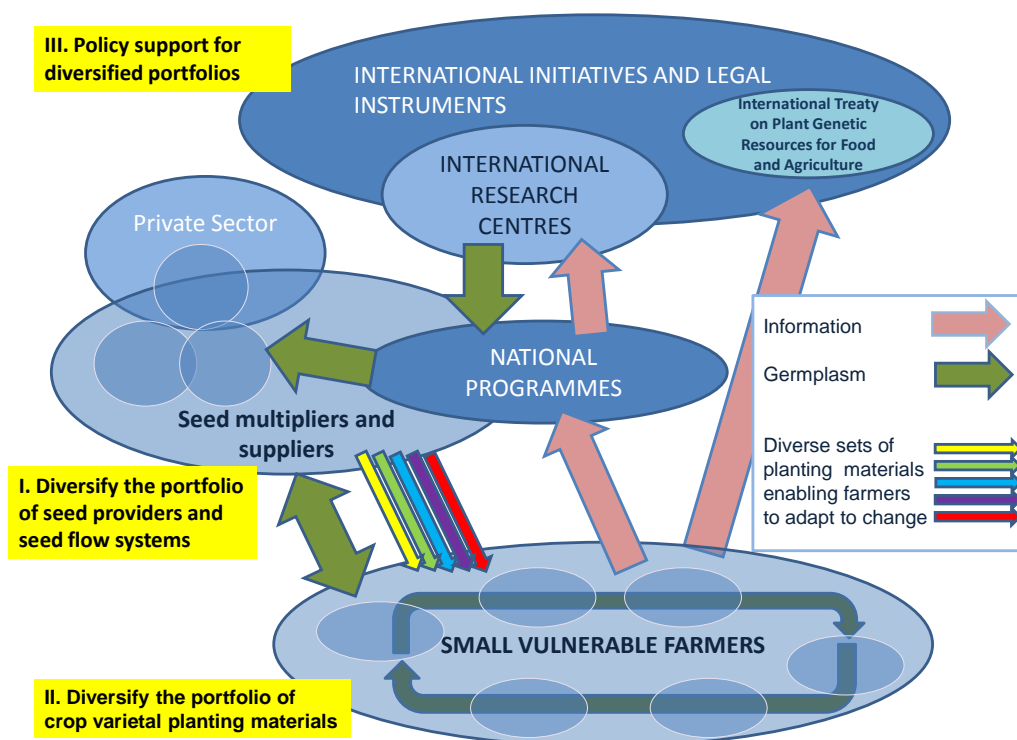 III. Policy support for
diversified portfolios
INTERNATIONAL INITIATIVES AND LEGAL
INSTRUMENTS
International Treaty
on Plant Genetic
Resources for Food
and Agriculture
INTERNATIONAL
RESEARCH
CENTRES
Private Sector
Information
Germplasm
Diverse sets of
planting materials
enabling farmers
to adapt to change
NATIONAL
PROGRAMMES
Seed multipliers and
suppliers
I. Diversify the portfolio
of seed providers and
seed flow systems
SMALL VULNERABLE FARMERS
II. Diversify the portfolio of
crop varietal planting materials